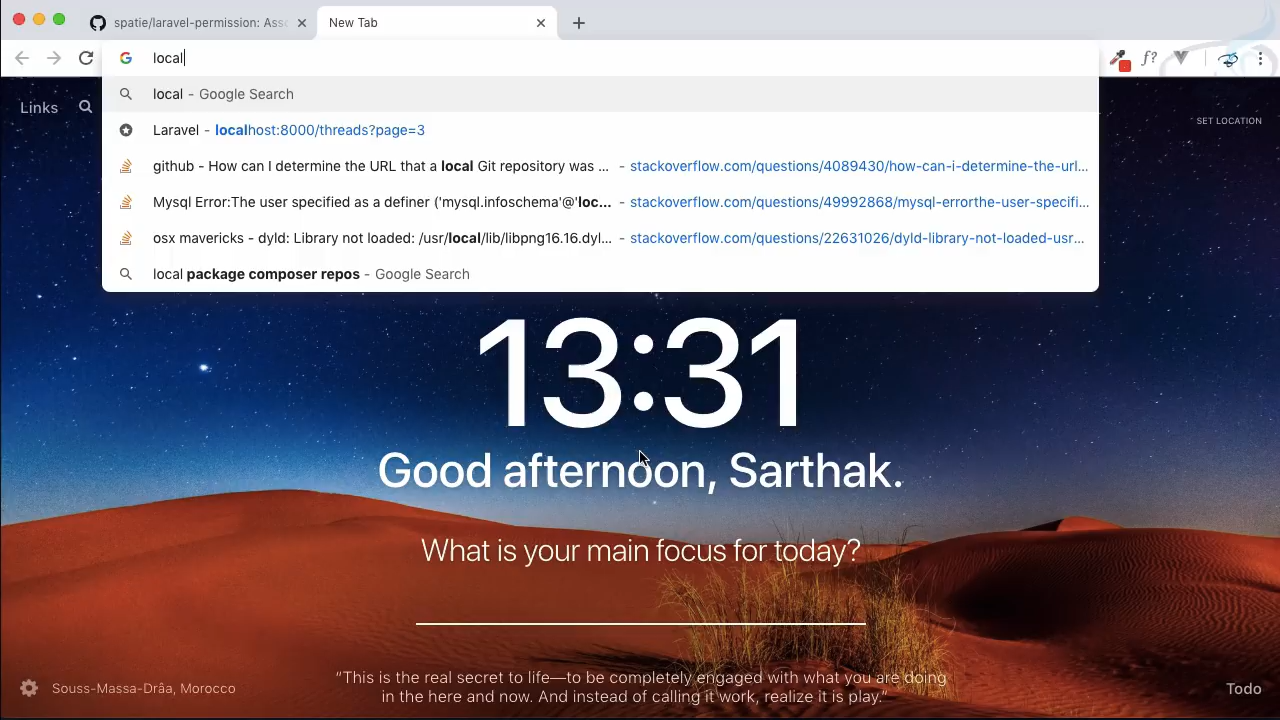 spatie/laravel-permission: Asso
New Tab
local
f?
local - Google Search
Laravel - localhost:8000/threads?page=3
github - How can I determine the URL that a local Git repository was ... - stackoverflow.com/questions/4089430/how-can-i-determine-the-url...
Mysql Error:The user specified as a definer ('mysql.infoschema'@'loc... - stackoverflow.com/questions/49992868/mysql-errorthe-user-specifi...
osx mavericks - dyld: Library not loaded: /usr/local/lib/libpng16.16.dyl... - stackoverflow.com/questions/22631026/dyld-library-not-loaded-usr...
local package composer repos - Google Search
Links
SET LOCATION
13:31
Good afternoon, Sarthak.
What is your main focus for today?
"This is the real secret to life—to be completely engaged with what you are doing
in the here and now. And instead of calling it work, realize it is play."
Souss-Massa-Drâa, Morocco
Todo